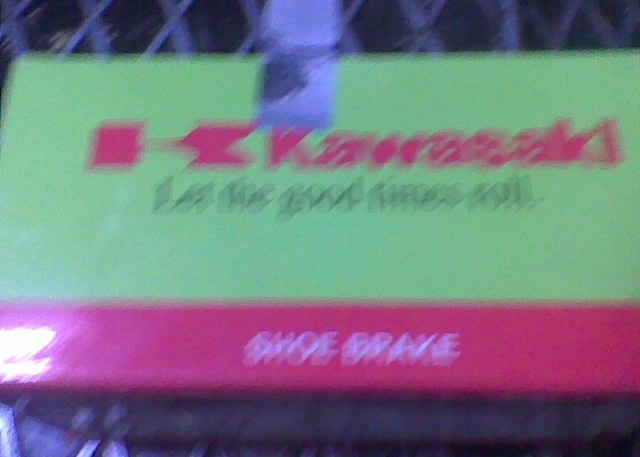 Kawasaki
Let the good times roll.
SHOE BRAKE